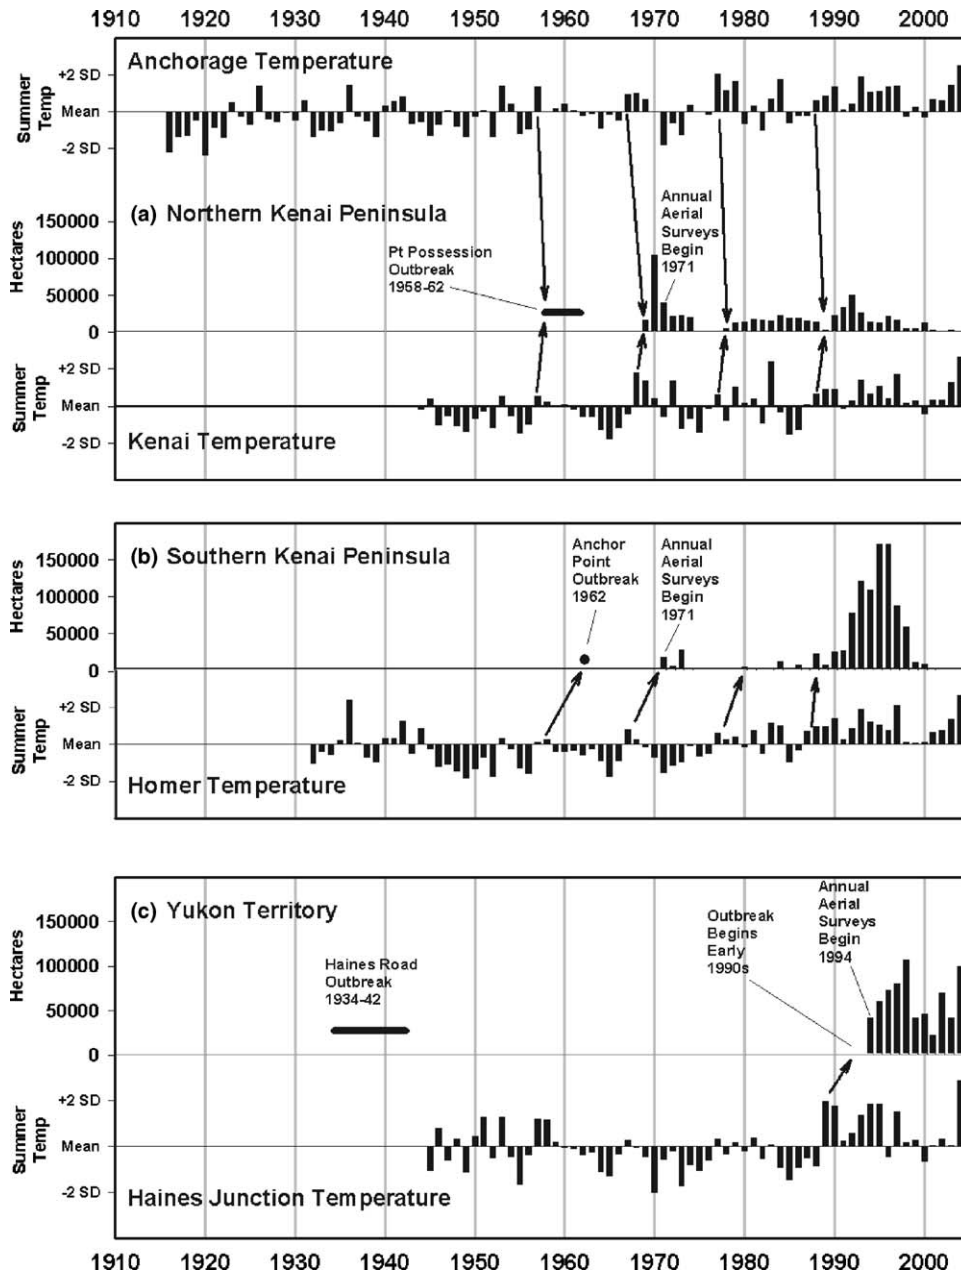 1910 1920 1930 1940 1950 1960 1970 1980 1990 2000
Anchorage Temperature
Summer
Temp
+2 SD
Mean
-2 SD
(a) Northern Kenai Peninsula
Hectares
150000
100000
50000
0
Pt Possession
Outbreak
1958-62
Annual
Aerial
Surveys
Begin
1971
Summer
Temp
+2 SD
Mean
-2 SD
Kenai Temperature
(b) Southern Kenai Peninsula
Hectares
150000
100000
50000
0
Anchor
Point
Outbreak
1962
Annual
Aerial
Surveys
Begin
1971
Summer
Temp
+2 SD
Mean
-2 SD
Homer Temperature
(c) Yukon Territory
Hectares
150000
100000
50000
0
Haines Road
Outbreak
1934-42
Outbreak
Begins
Early
1990s
Annual
Aerial
Surveys
Begin
1994
Summer
Temp
+2 SD
Mean
-2 SD
Haines Junction Temperature
1910 1920 1930 1940 1950 1960 1970 1980 1990 2000